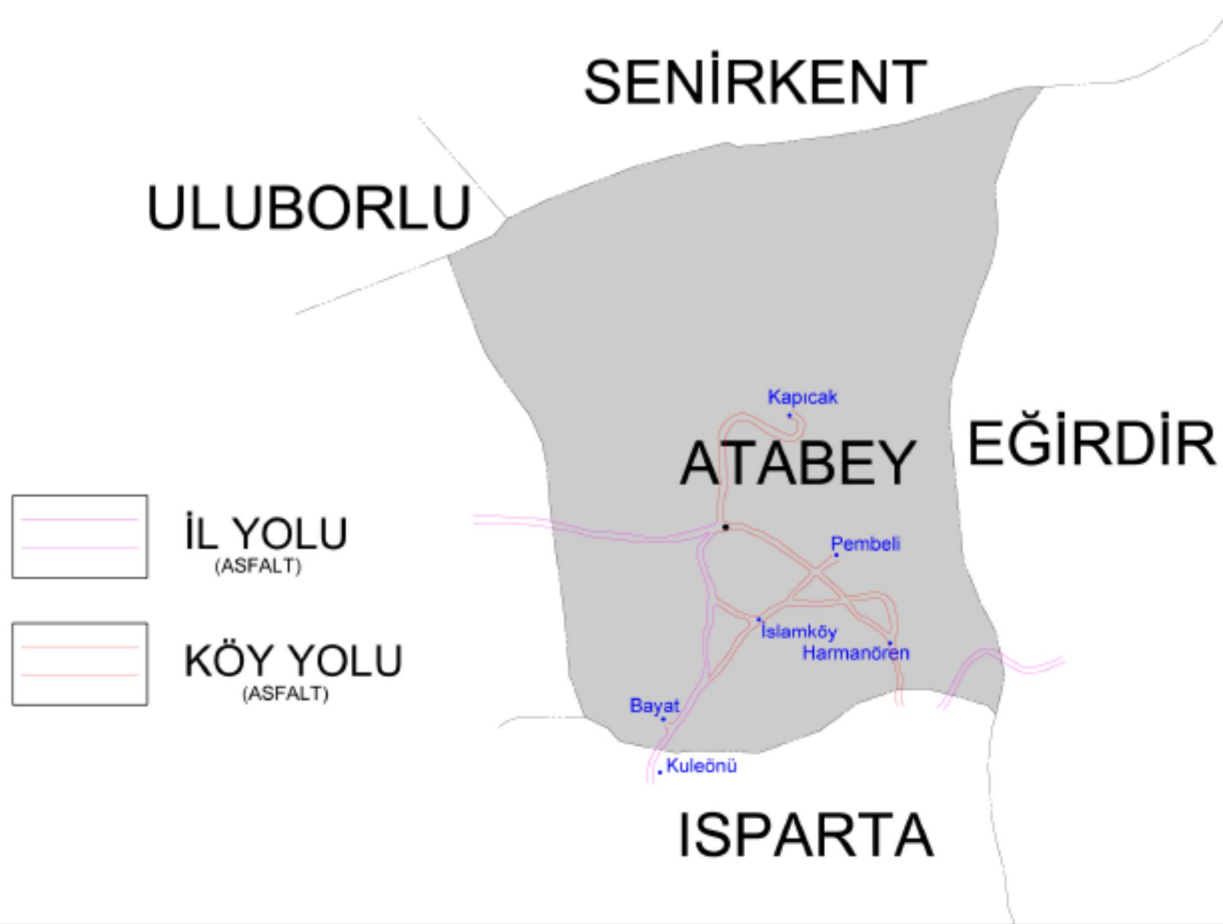 SENİRKENT
ULUBORLU
Kapıcak
ATABEY
EĞİRDİR
İL YOLU
(ASFALT)
Pembeli
İslamköy
Harmanören
KÖY YOLU
(ASFALT)
Bayat
Kuleönü
ISPARTA